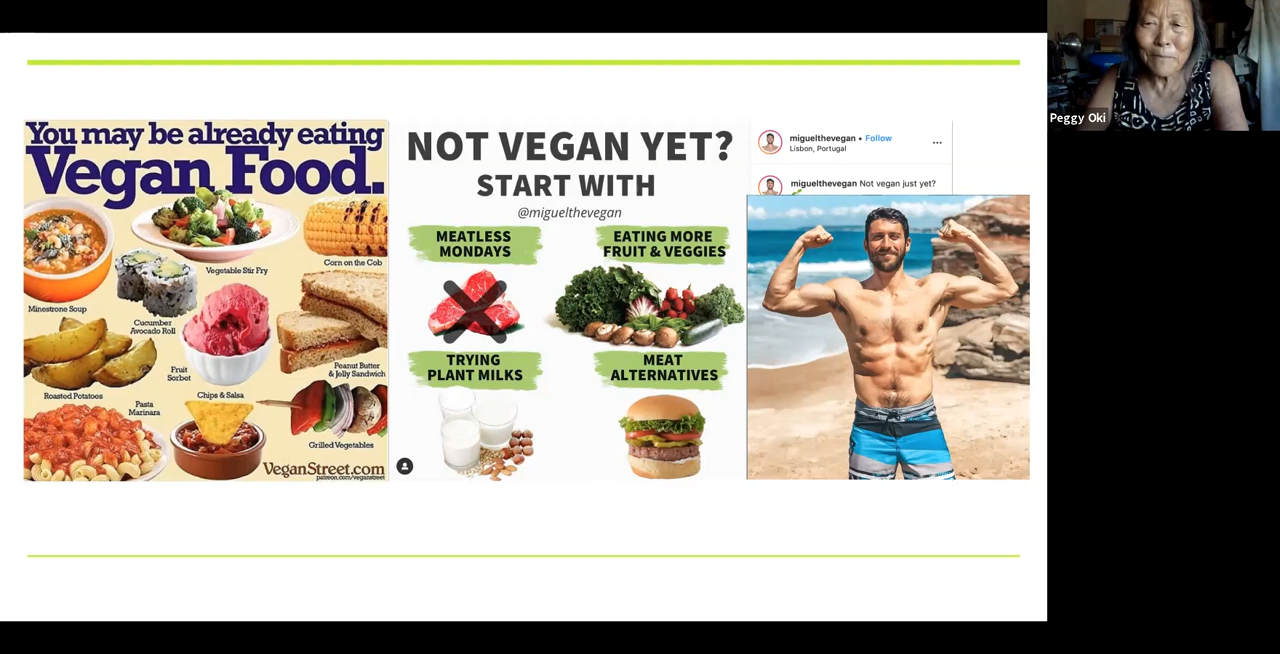 You may be already eating
Vegan Food.
Vegetable Stir Fry
Corn on the Cob
Minestrone Soup
Cucumber
Avocado Roll
Fruit
Sorbet
Peanut Butter
& Jelly Sandwich
Roasted Potatoes
Pasta
Marinara
Chips & Salsa
Grilled Vegetables
VeganStreet.com
patreon.com/veganstreet
NOT VEGAN YET?
START WITH
@miguelthevegan
MEATLESS
MONDAYS
EATING MORE
FRUIT & VEGGIES
TRYING
PLANT MILKS
MEAT
ALTERNATIVES
miguelthevegan • Follow
Lisbon, Portugal
miguelthevegan Not vegan just yet?
Peggy Oki